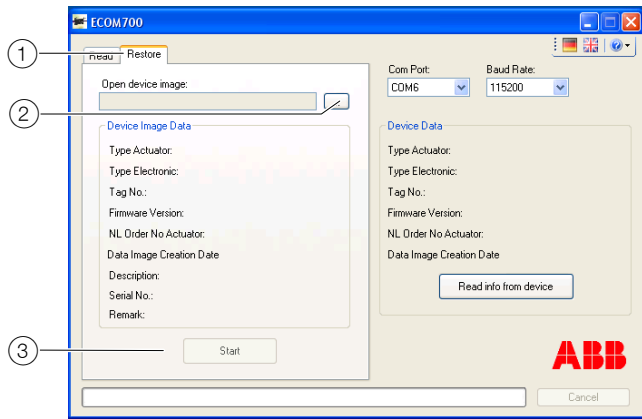 ECOM700
1
Read
Restore
Open device image:
...
2
Com Port:
Baud Rate:
COM6
115200
Device Image Data
Type Actuator:
Type Electronic:
Tag No.:
Firmware Version:
NL Order No Actuator:
Data Image Creation Date
Description:
Serial No.:
Remark:
3
Start
Device Data
Type Actuator:
Type Electronic:
Tag No.:
Firmware Version:
NL Order No Actuator:
Data Image Creation Date
Read info from device
ABB
Cancel